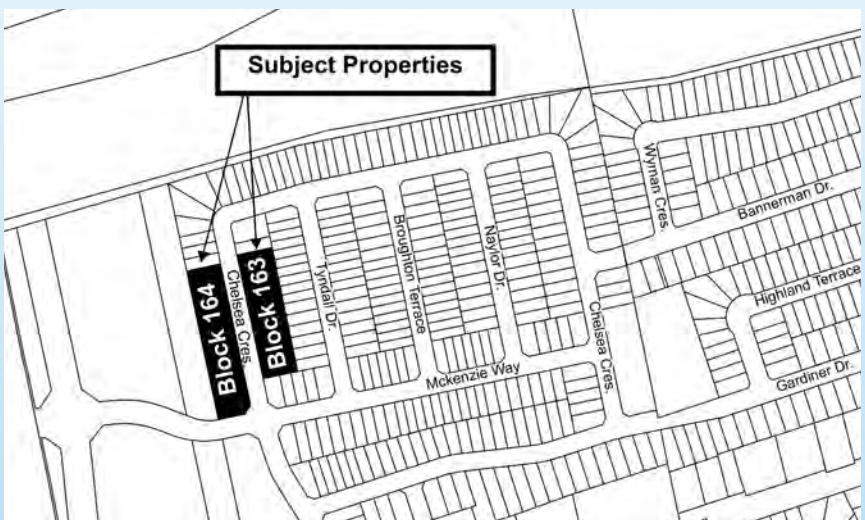 Subject Properties
Wyman Cres.
Bannerman Dr.
Broughton Terrace
Naylor Dr.
Tyndall Dr.
Chelsea Cres.
Block 163
Block 164
Highland Terrace
Chelsea Cres.
Mckenzie Way
Gardiner Dr.